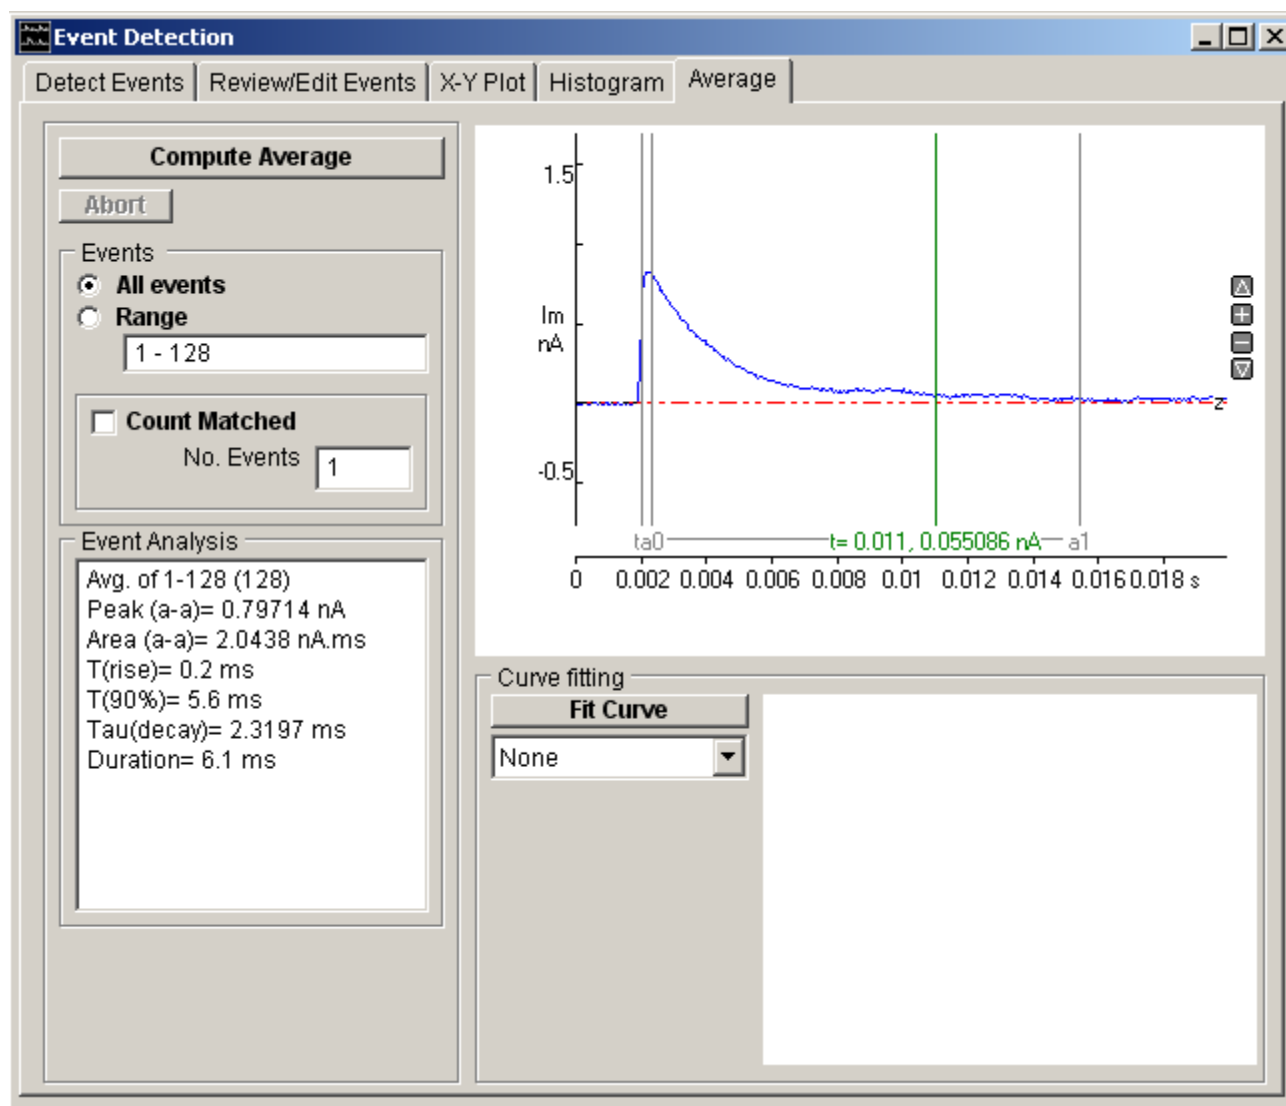 Event Detection
Detect Events Review/Edit Events X-Y Plot Histogram Average
Compute Average
Abort
Events
All events
Range
1 - 128
Count Matched
No. Events 1
Event Analysis
Avg. of 1-128 (128)
Peak (a-a)= 0.79714 nA
Area (a-a)= 2.0438 nA.ms
T(rise)= 0.2 ms
T(90%)= 5.6 ms
Tau(decay)= 2.3197 ms
Duration= 6.1 ms
1.5
Im
nA
z
-0.5
ta0 t= 0.011, 0.055086 nA a1
0 0.002 0.004 0.006 0.008 0.01 0.012 0.014 0.016 0.018 s
Curve fitting
Fit Curve
None